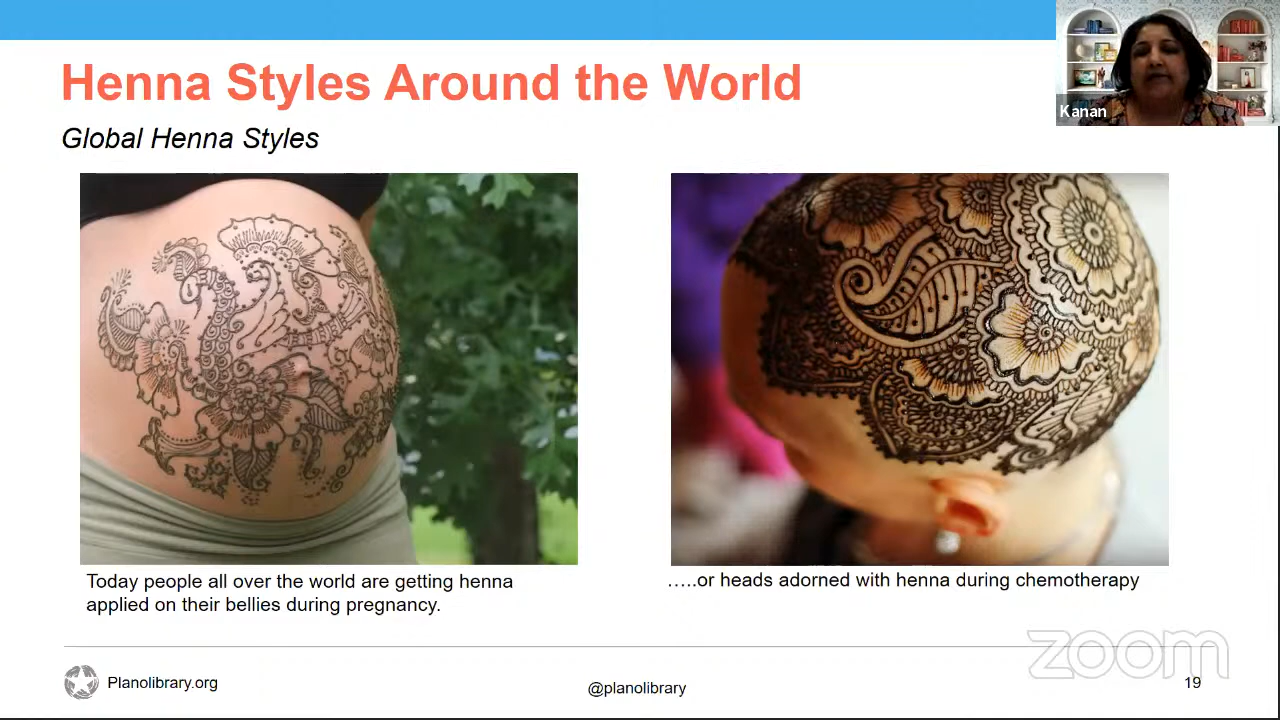 Henna Styles Around the World
Kanan
Global Henna Styles
Today people all over the world are getting henna
applied on their bellies during pregnancy.
…..or heads adorned with henna during chemotherapy
zoom
Planolibrary.org
@planolibrary
19